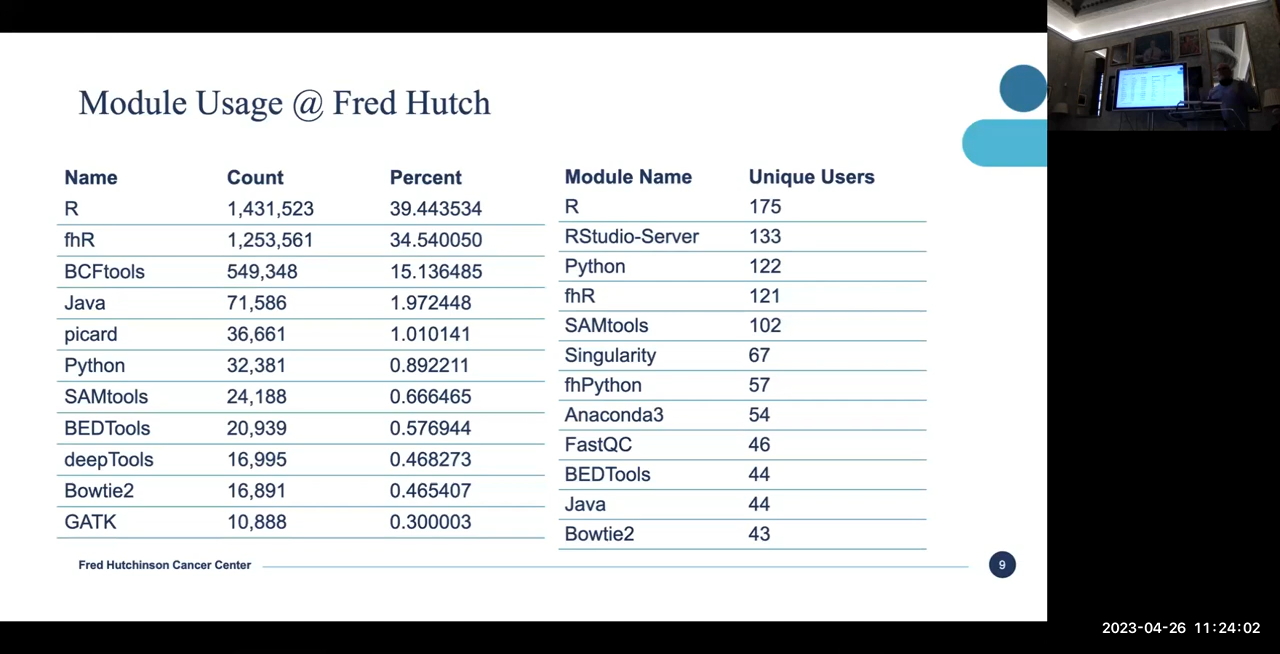 Module Usage @ Fred Hutch
Name Count Percent
R 1,431,523 39.443534
fhR 1,253,561 34.540050
BCFtools 549,348 15.136485
Java 71,586 1.972448
picard 36,661 1.010141
Python 32,381 0.892211
SAMtools 24,188 0.666465
BEDTools 20,939 0.576944
deepTools 16,995 0.468273
Bowtie2 16,891 0.465407
GATK 10,888 0.300003
Module Name Unique Users
R 175
RStudio-Server 133
Python 122
fhR 121
SAMtools 102
Singularity 67
fhPython 57
Anaconda3 54
FastQC 46
BEDTools 44
Java 44
Bowtie2 43
Fred Hutchinson Cancer Center
9
2023-04-26 11:24:02